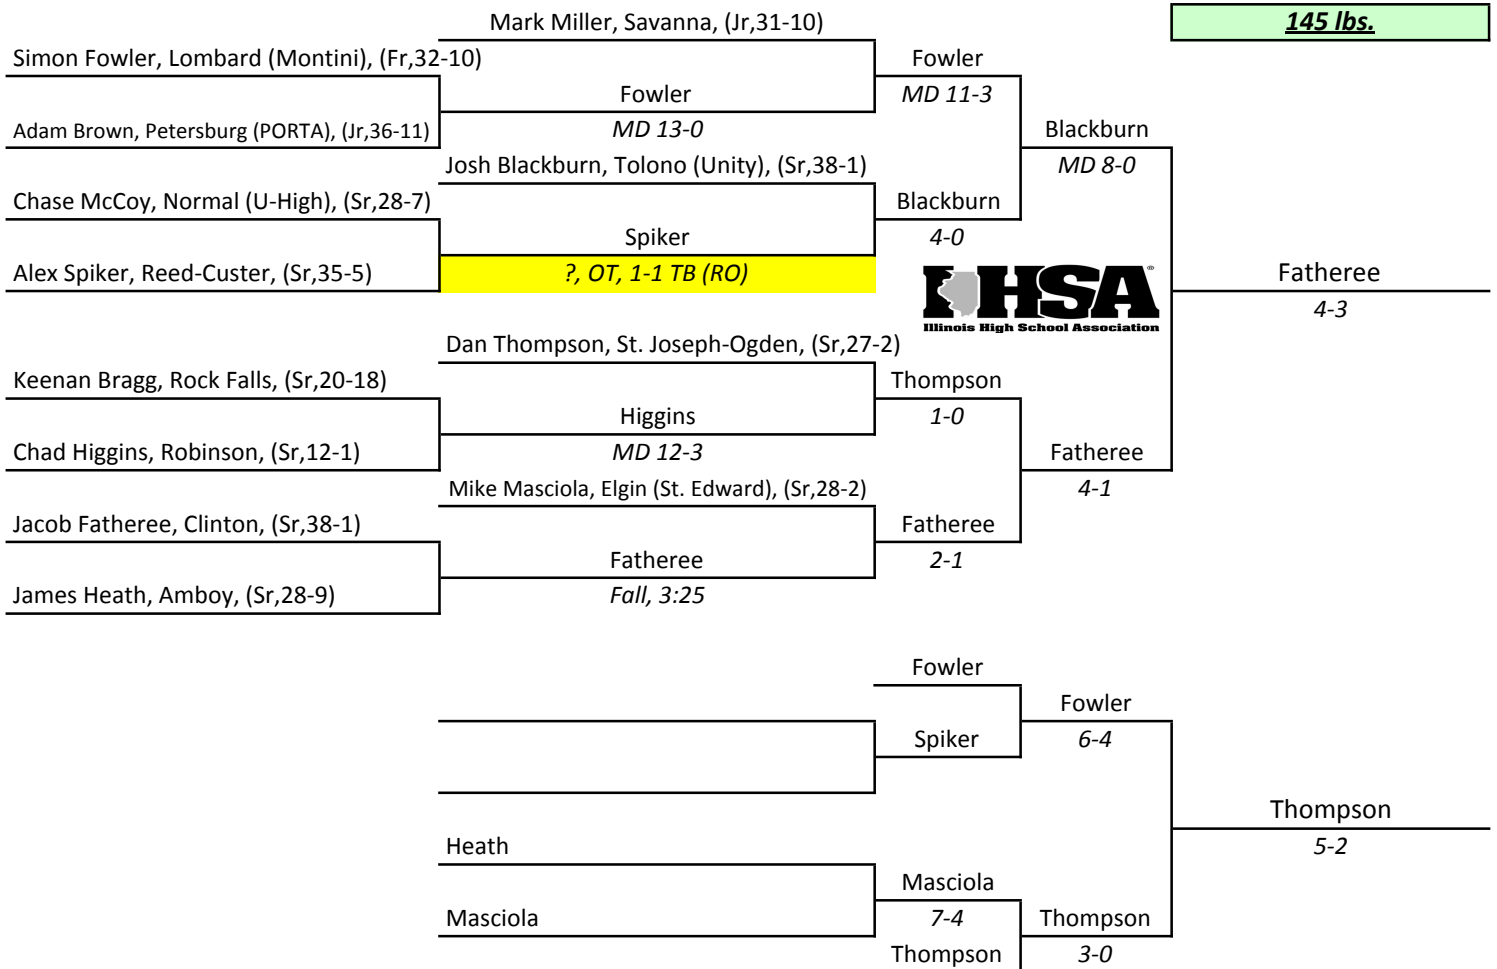 Mark Miller, Savanna, (Jr,31-10)
145 lbs.
Simon Fowler, Lombard (Montini), (Fr,32-10)
Fowler
Fowler
MD 11-3
Adam Brown, Petersburg (PORTA), (Jr,36-11)
MD 13-0
Blackburn
Josh Blackburn, Tolono (Unity), (Sr,38-1)
MD 8-0
Chase McCoy, Normal (U-High), (Sr,28-7)
Blackburn
Spiker
4-0
Alex Spiker, Reed-Custer, (Sr,35-5)
?, OT, 1-1 TB (RO)
IHSA®
Illinois High School Association
Fatheree
4-3
Dan Thompson, St. Joseph-Ogden, (Sr,27-2)
Keenan Bragg, Rock Falls, (Sr,20-18)
Thompson
Higgins
1-0
Chad Higgins, Robinson, (Sr,12-1)
MD 12-3
Fatheree
Mike Masciola, Elgin (St. Edward), (Sr,28-2)
4-1
Jacob Fatheree, Clinton, (Sr,38-1)
Fatheree
Fatheree
2-1
James Heath, Amboy, (Sr,28-9)
Fall, 3:25
Fowler
Fowler
Spiker
6-4
Thompson
5-2
Heath
Masciola
Masciola
7-4
Thompson
Thompson
3-0